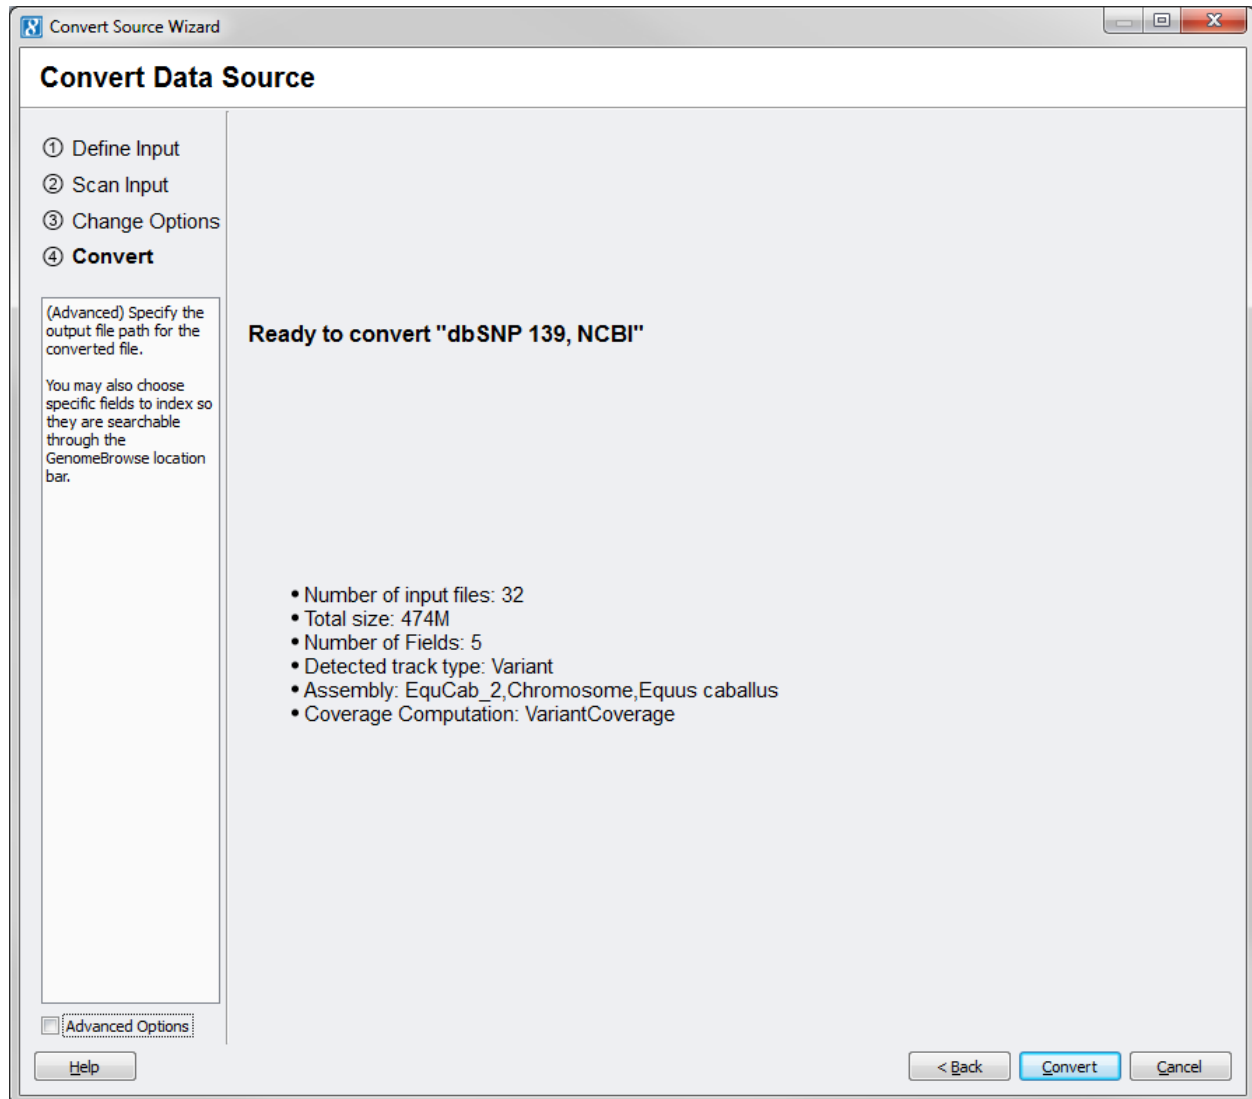 Convert Source Wizard
Convert Data Source
① Define Input
② Scan Input
③ Change Options
④ Convert
(Advanced) Specify the
output file path for the
converted file.
You may also choose
specific fields to index so
they are searchable
through the
GenomeBrowse location
bar.
Ready to convert "dbSNP 139, NCBI"
• Number of input files: 32
• Total size: 474M
• Number of Fields: 5
• Detected track type: Variant
• Assembly: EquCab_2,Chromosome,Equus caballus
• Coverage Computation: VariantCoverage
Advanced Options
Help
< Back
Convert
Cancel